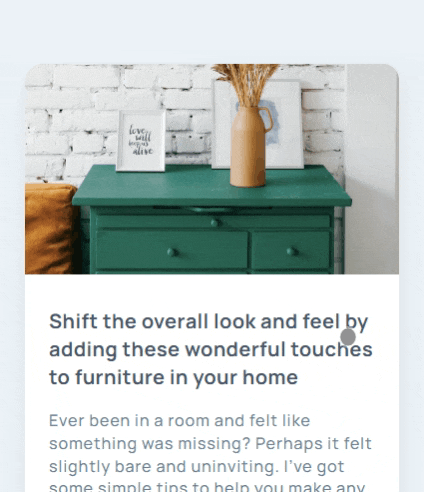 love
will
keep us
alive
Shift the overall look and feel by
adding these wonderful touches
to furniture in your home
Ever been in a room and felt like
something was missing? Perhaps it felt
slightly bare and uninviting. I've got
some simple tips to help you make any